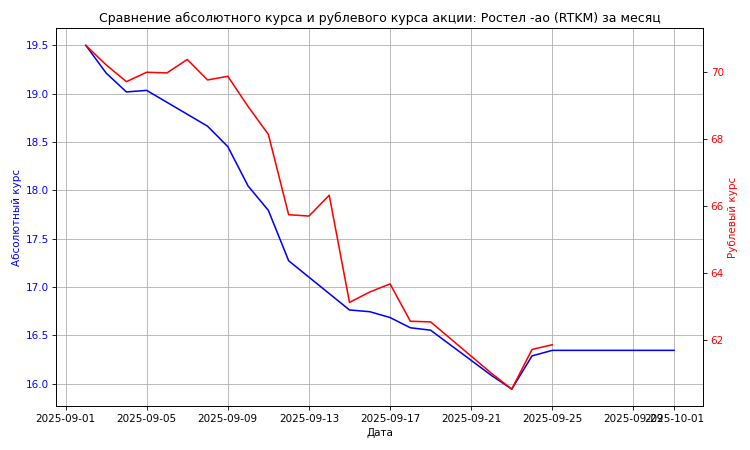 Сравнение абсолютного курса и рублевого курса акции: Ростел -ао (RTKM) за месяц
19.5
19.0
18.5
18.0
17.5
17.0
16.5
16.0
Абсолютный курс
70
68
66
64
62
Рублевый курс
2025-09-01 2025-09-05 2025-09-09 2025-09-13 2025-09-17 2025-09-21 2025-09-25 2025-09-29 2025-10-01
Дата